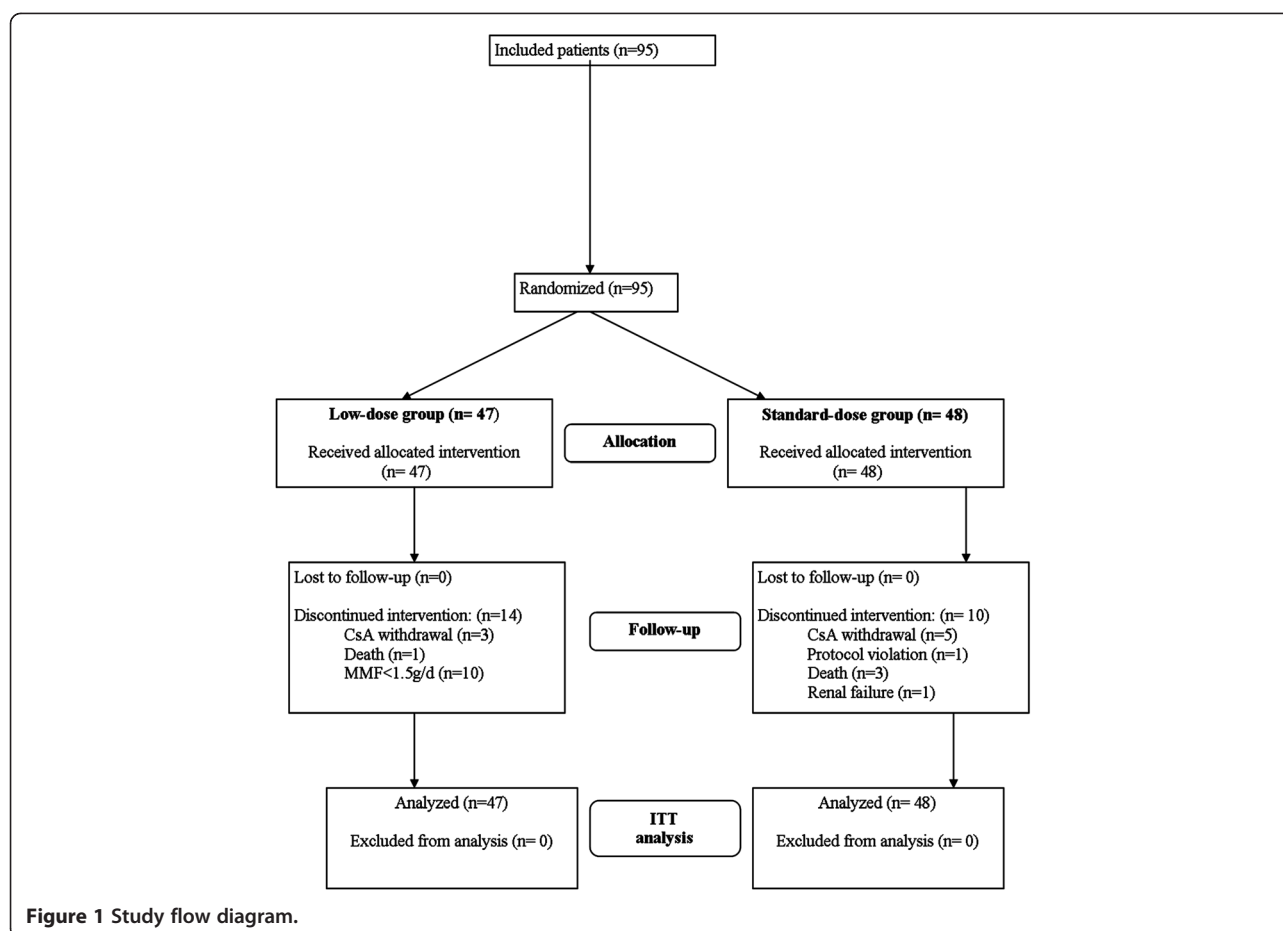 Included patients (n=95)
Randomized (n=95)
Low-dose group (n= 47)
Received allocated intervention
(n= 47)
Allocation
Standard-dose group (n= 48)
Received allocated intervention
(n= 48)
Lost to follow-up (n=0)
Discontinued intervention: (n=14)
CsA withdrawal (n=3)
Death (n=1)
MMF<1.5g/d (n=10)
Follow-up
Lost to follow-up (n= 0)
Discontinued intervention: (n= 10)
CsA withdrawal (n=5)
Protocol violation (n=1)
Death (n=3)
Renal failure (n=1)
Analyzed (n=47)
Excluded from analysis (n= 0)
ITT
analysis
Analyzed (n= 48)
Excluded from analysis (n= 0)
Figure 1 Study flow diagram.